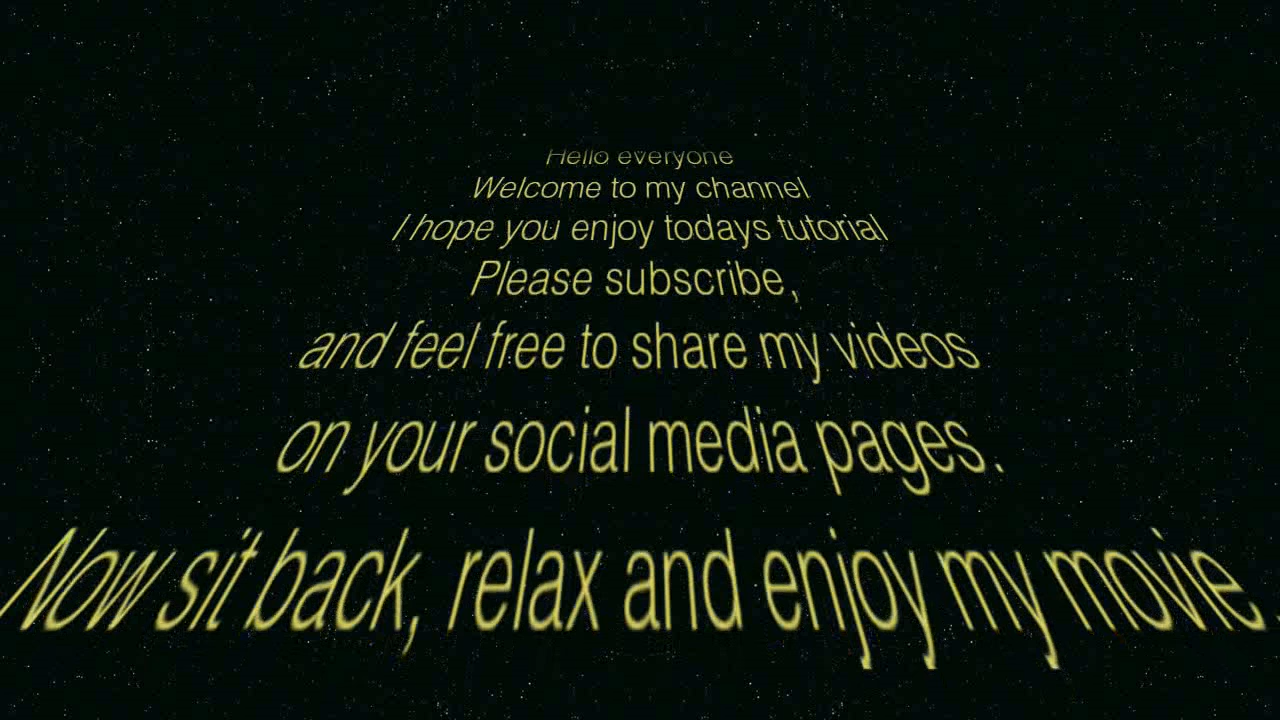 Hello everyone
Welcome to my channel
I hope you enjoy todays tutorial
Please subscribe,
and feel free to share my videos
on your social media pages.
Now sit back, relax and enjoy my movie.